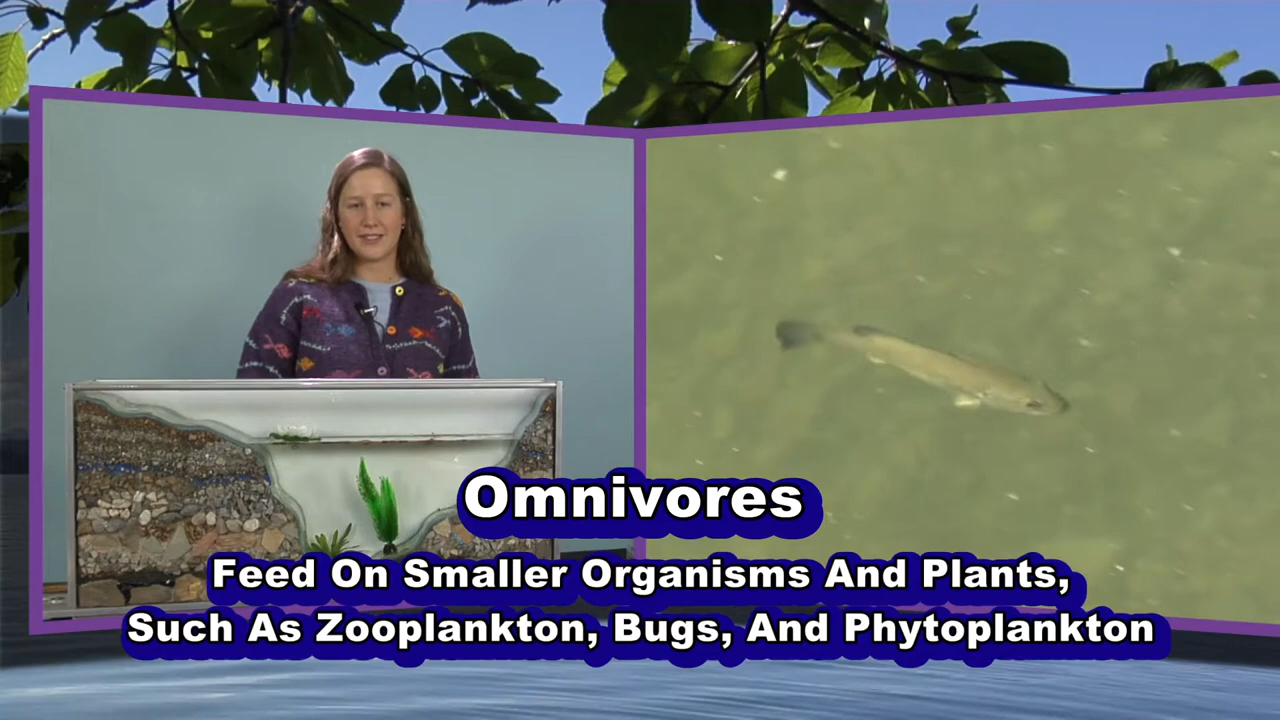 Omnivores
Feed On Smaller Organisms And Plants,
Such As Zooplankton, Bugs, And Phytoplankton